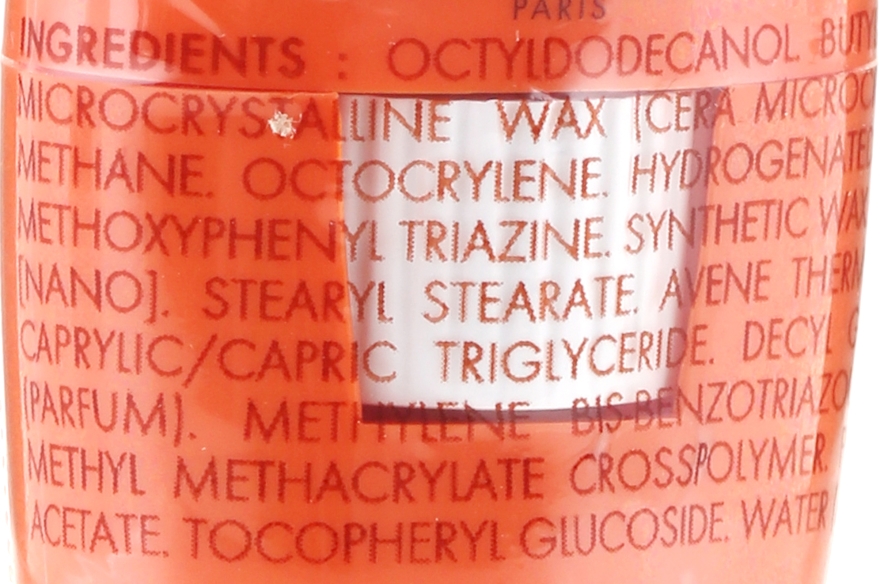 PARIS
INGREDIENTS : OCTYLDODECANOL. BUTY
MICROCRYSTALLINE WAX [CERA MICROC
METHANE. OCTOCRYLENE. HYDROGENATED
METHOXYPHENYL TRIAZINE. SYNTHETIC WAX
[NANO]. STEARYL STEARATE. AVENE THERM
CAPRYLIC/CAPRIC TRIGLYCERIDE. DECYL G
[PARFUM]. METHYLENE BIS-BENZOTRIAZO
METHYL METHACRYLATE CROSSPOLYMER.
ACETATE. TOCOPHERYL GLUCOSIDE. WATER